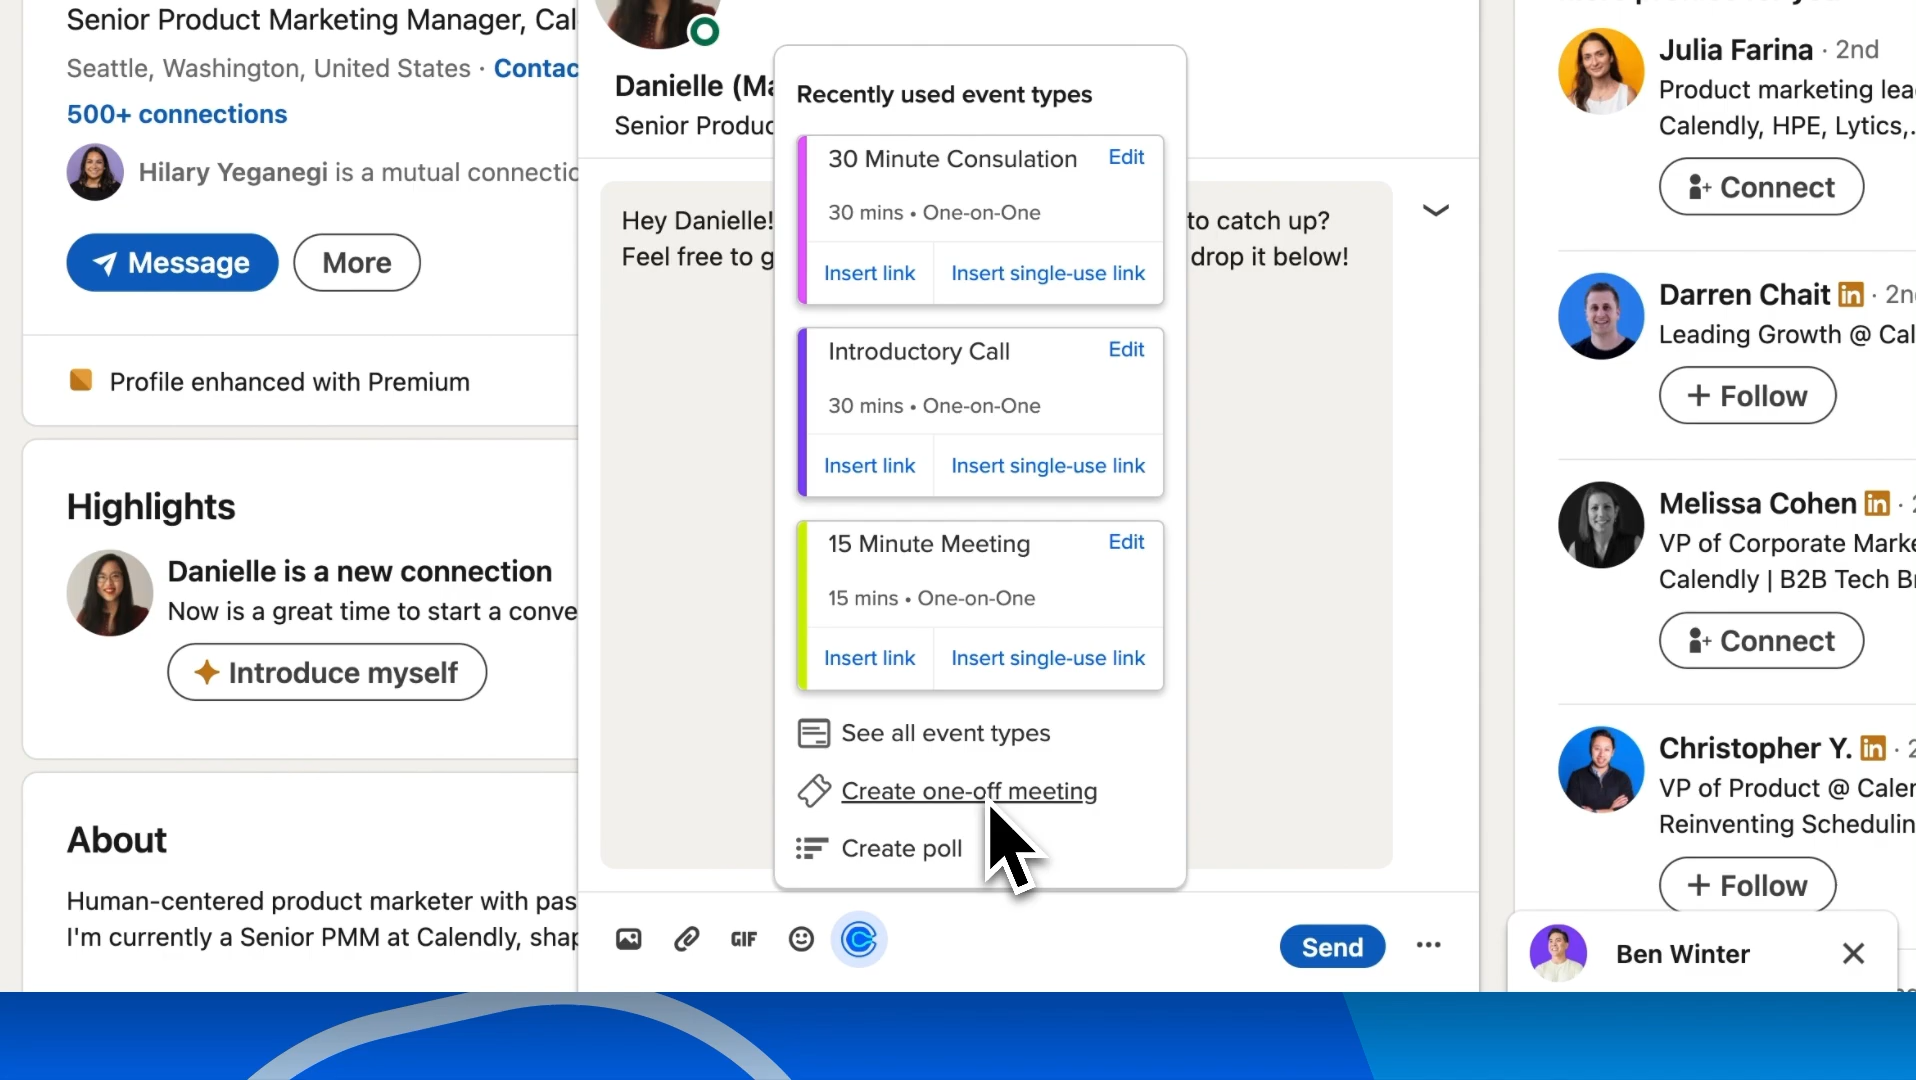 Senior Product Marketing Manager, Cal
Seattle, Washington, United States · Contac
500+ connections
Hilary Yeganegi is a mutual connectio
Message
More
Profile enhanced with Premium
Highlights
Danielle is a new connection
Now is a great time to start a conve
Introduce myself
About
Human-centered product marketer with pas
I'm currently a Senior PMM at Calendly, shap
Danielle (Ma
Senior Produc
Hey Danielle!
to catch up?
Feel free to g
drop it below!
Recently used event types
30 Minute Consulation
Edit
30 mins • One-on-One
Insert link
Insert single-use link
Introductory Call
Edit
30 mins • One-on-One
Insert link
Insert single-use link
15 Minute Meeting
Edit
15 mins • One-on-One
Insert link
Insert single-use link
See all event types
Create one-off meeting
Create poll
GIF
Send
Julia Farina · 2nd
Product marketing lea
Calendly, HPE, Lytics,..
Connect
Darren Chait in · 2n
Leading Growth @ Cal
Follow
Melissa Cohen in · 2
VP of Corporate Marke
Calendly | B2B Tech Br
Connect
Christopher Y. in · 2
VP of Product @ Caler
Reinventing Schedulin
Follow
Ben Winter